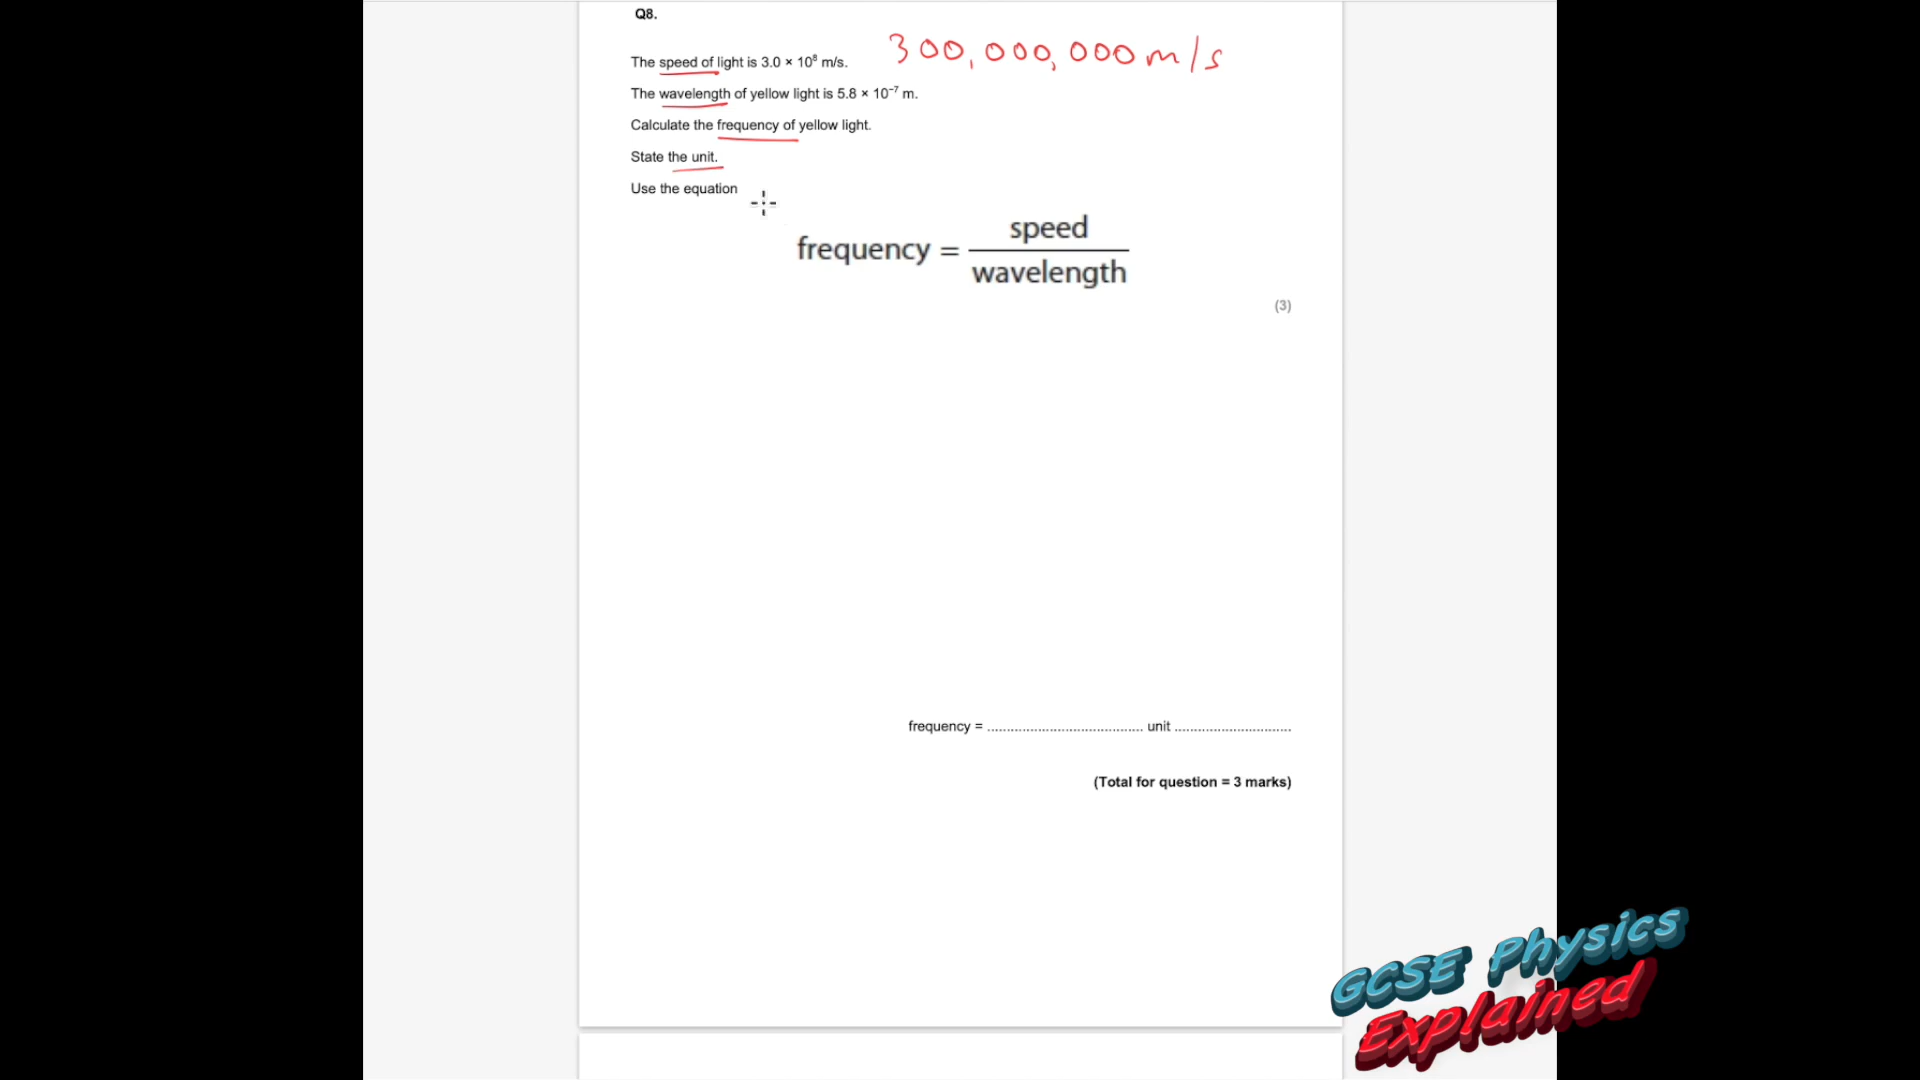 Q8.
The speed of light is 3.0 × 10⁸ m/s. 300,000,000 m/s
The wavelength of yellow light is 5.8 × 10⁻⁷ m.
Calculate the frequency of yellow light.
State the unit.
Use the equation
frequency = speed / wavelength
(3)
frequency = ........................................ unit ..............................
(Total for question = 3 marks)
GCSE Physics
Explained